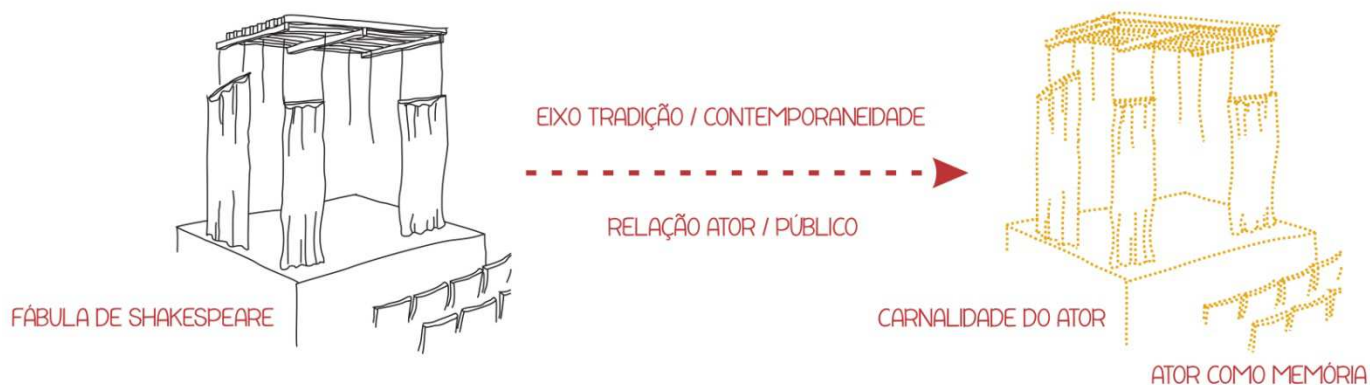 EIXO TRADIÇÃO / CONTEMPORANEIDADE
RELAÇÃO ATOR / PÚBLICO
FÁBULA DE SHAKESPEARE
CARNALIDADE DO ATOR
ATOR COMO MEMÓRIA